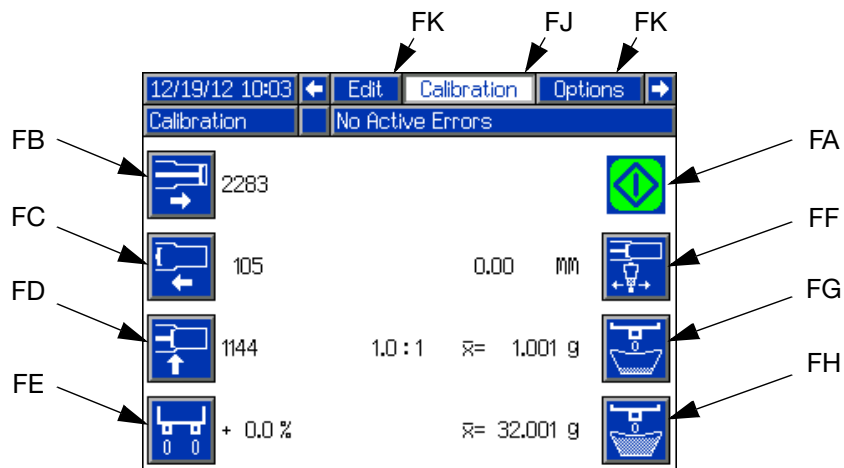 FK FJ FK
12/19/12 10:03 Edit Calibration Options
Calibration No Active Errors
FB 2283 FA
FC 105 0.00 MM FF
FD 1144 1.0 : 1 x̅= 1.001 g 0 FG
FE 0 0 + 0.0 % x̅= 32.001 g 0 FH